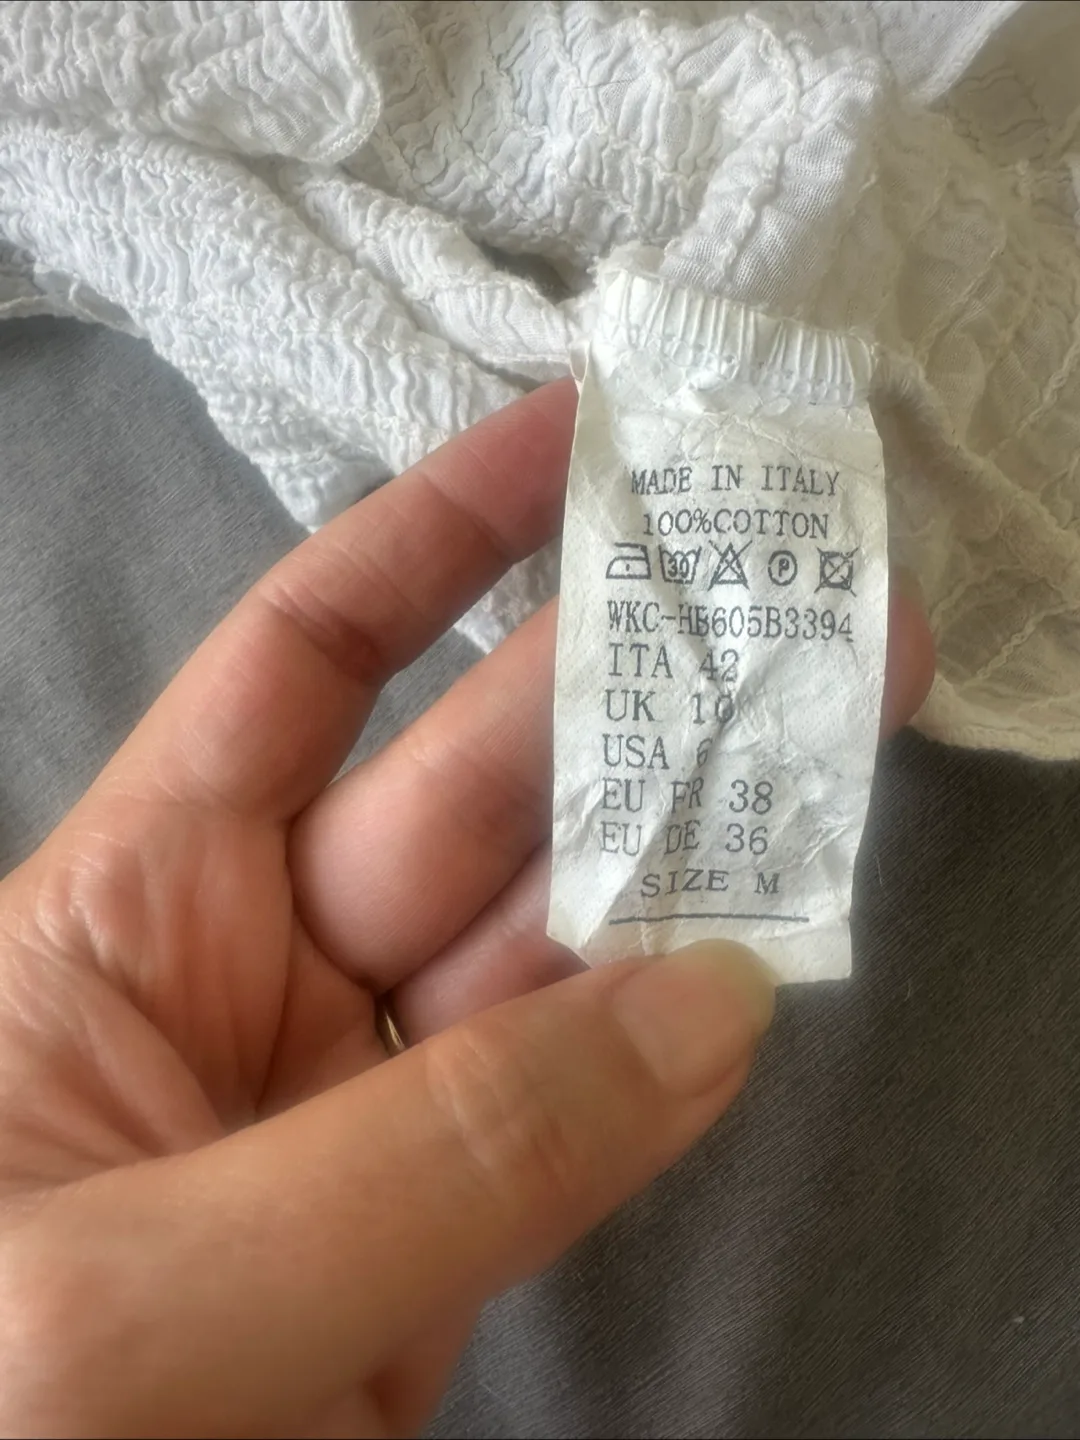 MADE IN ITALY
100%COTTON
30 P
WKC-HB605B3394
ITA 42
UK 10
USA 6
EU FR 38
EU DE 36
SIZE M